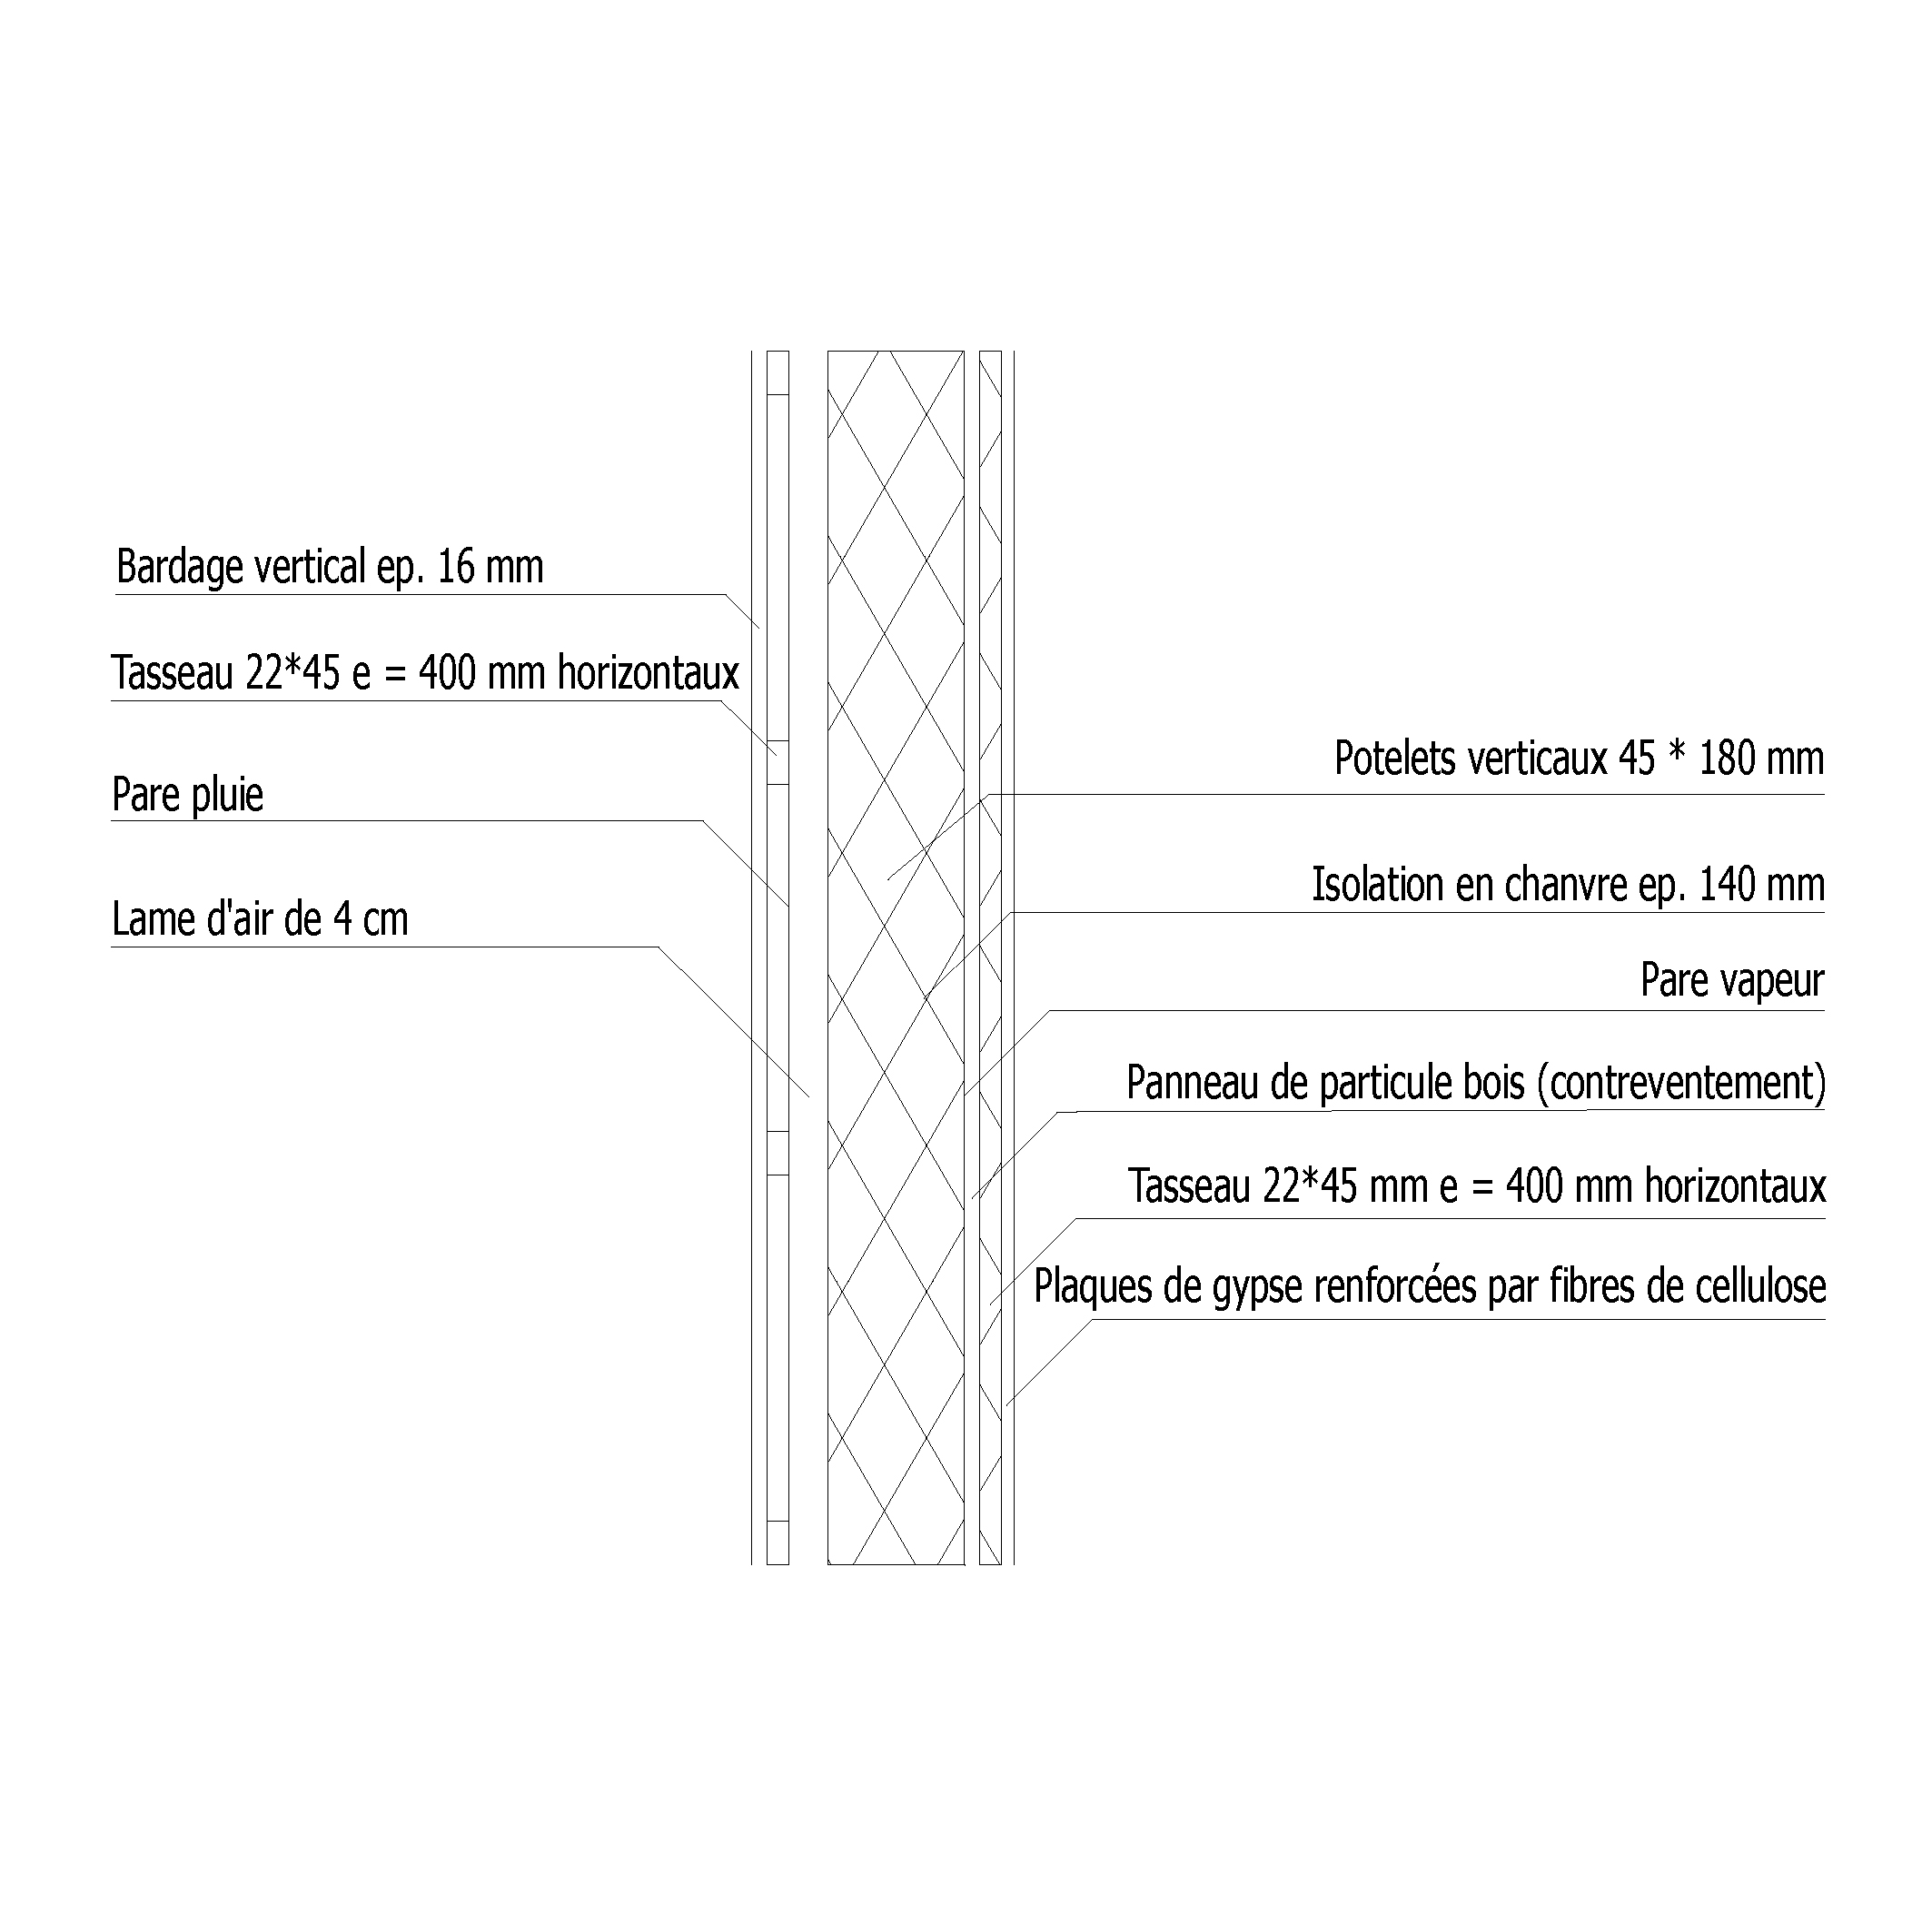 Bardage vertical ep. 16 mm
Tasseau 22*45 e = 400 mm horizontaux
Pare pluie
Lame d'air de 4 cm
Potelets verticaux 45 * 180 mm
Isolation en chanvre ep. 140 mm
Pare vapeur
Panneau de particule bois (contreventement)
Tasseau 22*45 mm e = 400 mm horizontaux
Plaques de gypse renforcées par fibres de cellulose